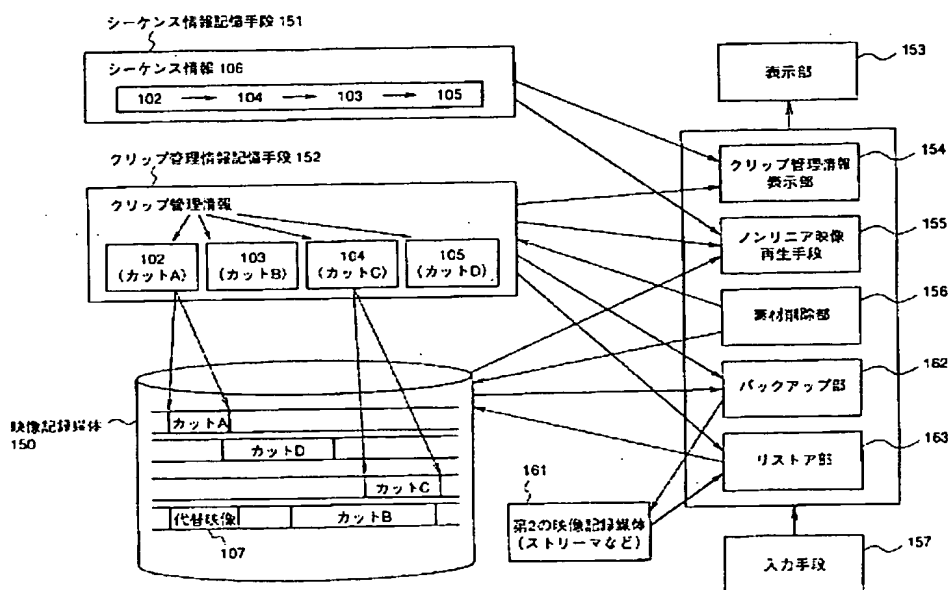 シーケンス情報記憶手段 151
シーケンス情報 106
102 → 104 → 103 → 105
クリップ管理情報記憶手段 152
クリップ管理情報
102
(カットA)
103
(カットB)
104
(カットC)
105
(カットD)
映像記録媒体
150
カットA
カットD
カットC
代替映像
カットB
107
161
第2の映像記録媒体
(ストリーマなど)
表示部
153
クリップ管理情報
表示部
154
ノンリニア映像
再生手段
155
素材削除部
156
バックアップ部
162
リストア部
163
入力手段
157